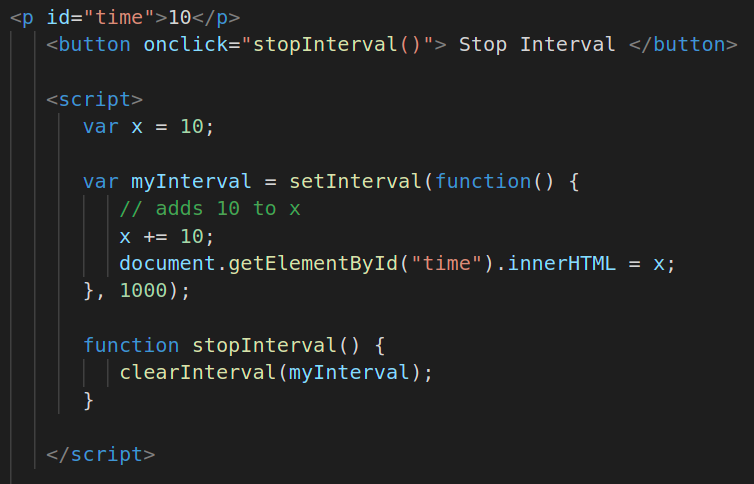 <p id="time">10</p>
<button onclick="stopInterval()"> Stop Interval </button>
<script>
var x = 10;
var myInterval = setInterval(function() {
// adds 10 to x
x += 10;
document.getElementById("time").innerHTML = x;
}, 1000);
function stopInterval() {
clearInterval(myInterval);
}
</script>